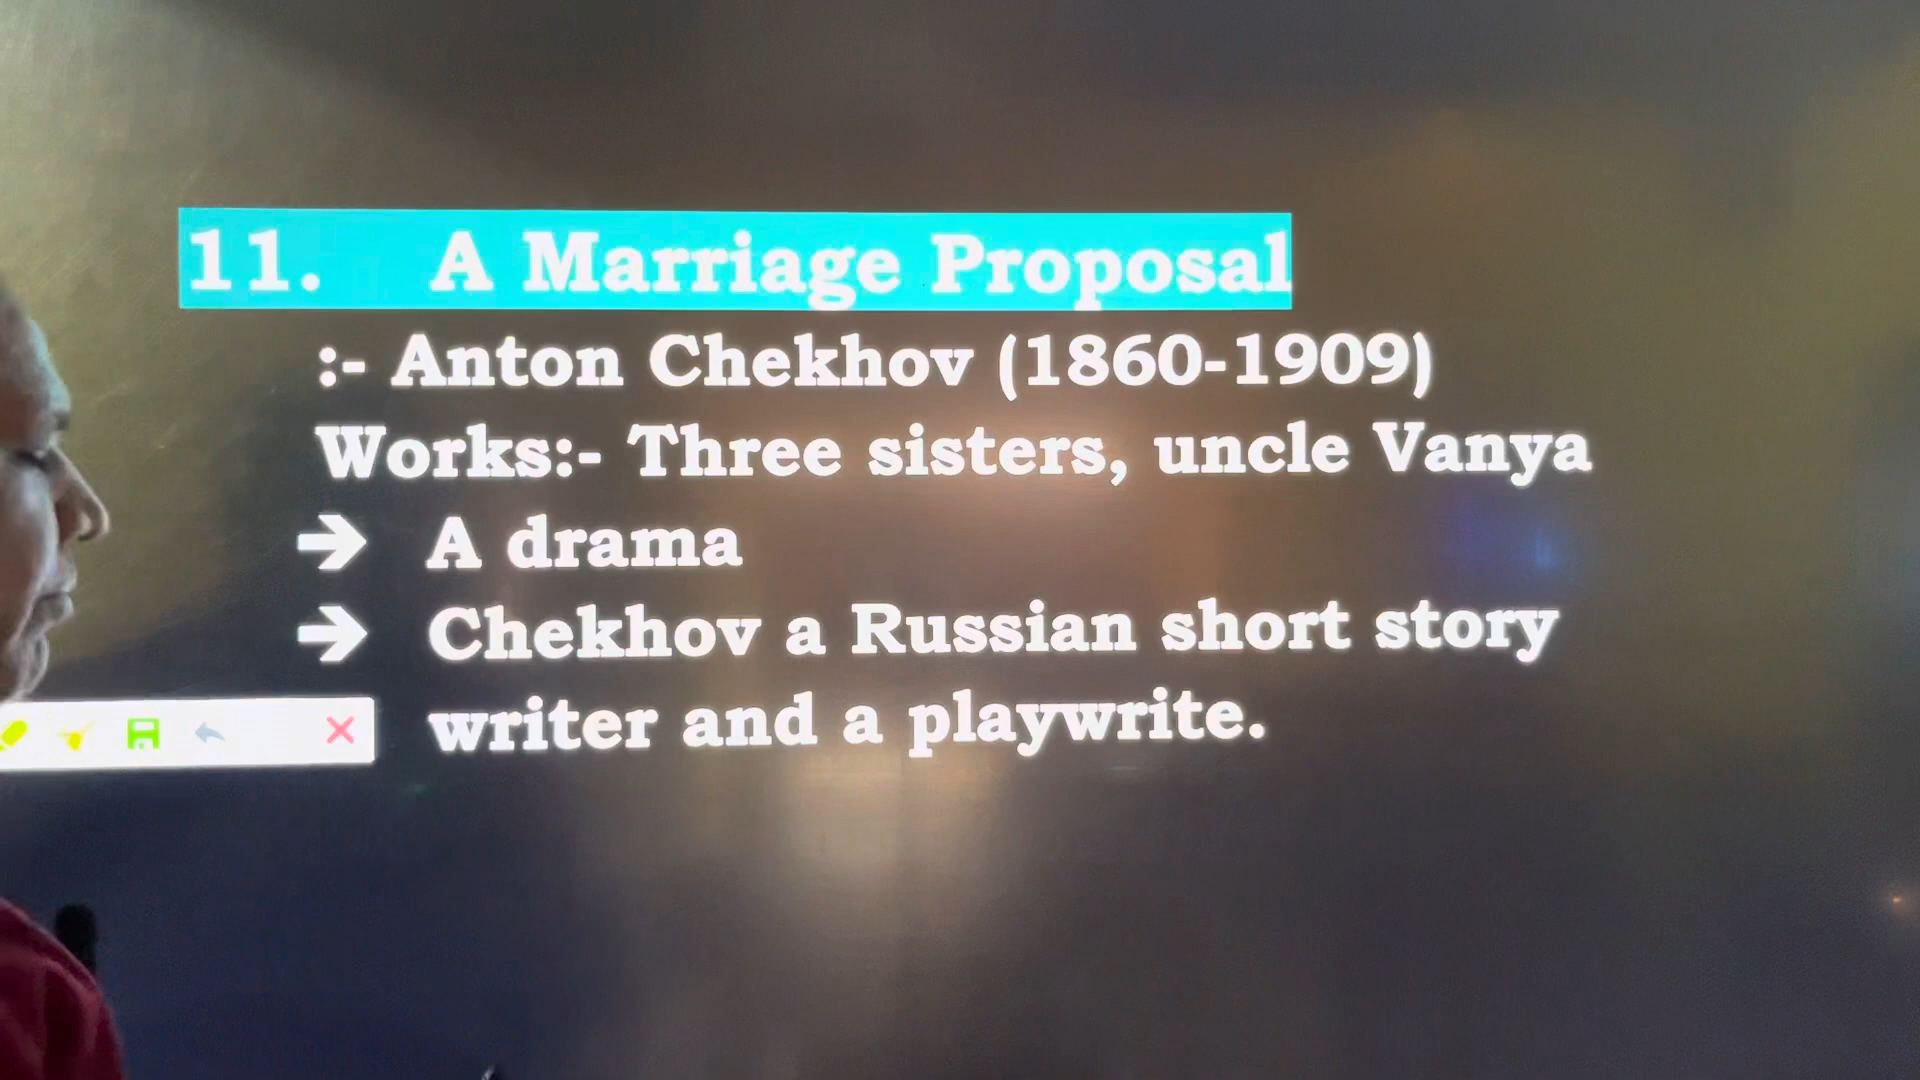 11. A Marriage Proposal
:- Anton Chekhov (1860-1909)
Works:- Three sisters, uncle Vanya
→ A drama
→ Chekhov a Russian short story
writer and a playwrite.